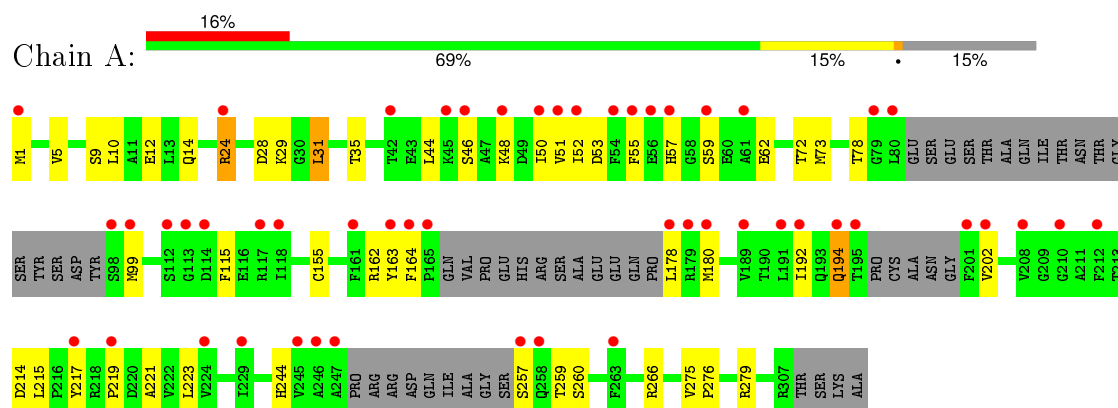 16%
Chain A:
69% 15% • 15%
M1 V5 S9 L10 A11 E12 L13 Q14 R24 D28 K29 G30 L31 T35 T42 E43 L44 K45 S46 A47 K48 D49 I50 V51 I52 D53 F54 F55 E56 H57 G58 S59 E60 A61 E62 T72 M73 T78 G79 L80 GLU SER GLU SER THR ALA GLN ILE THR ASN THR GLY
SER TYR SER ASP TYR S98 M99 S112 G113 D114 F115 E116 R117 I118 C155 F161 R162 Y163 F164 P165 GLN VAL PRO GLU HIS ARG SER ALA GLU GLU GLN PRO L178 R179 M180 V189 T190 L191 I192 Q193 Q194 T195 PRO CYS ALA ASN GLY F201 V202 V208 G209 G210 A211 F212 T213
D214 L215 P216 Y217 R218 P219 D220 A221 V222 L223 V224 I229 H244 V245 A246 A247 PRO ARG ARG ASP GLN ILE ALA GLY SER S257 Q258 T259 S260 F263 R266 V275 P276 R279 R307 THR SER LYS ALA